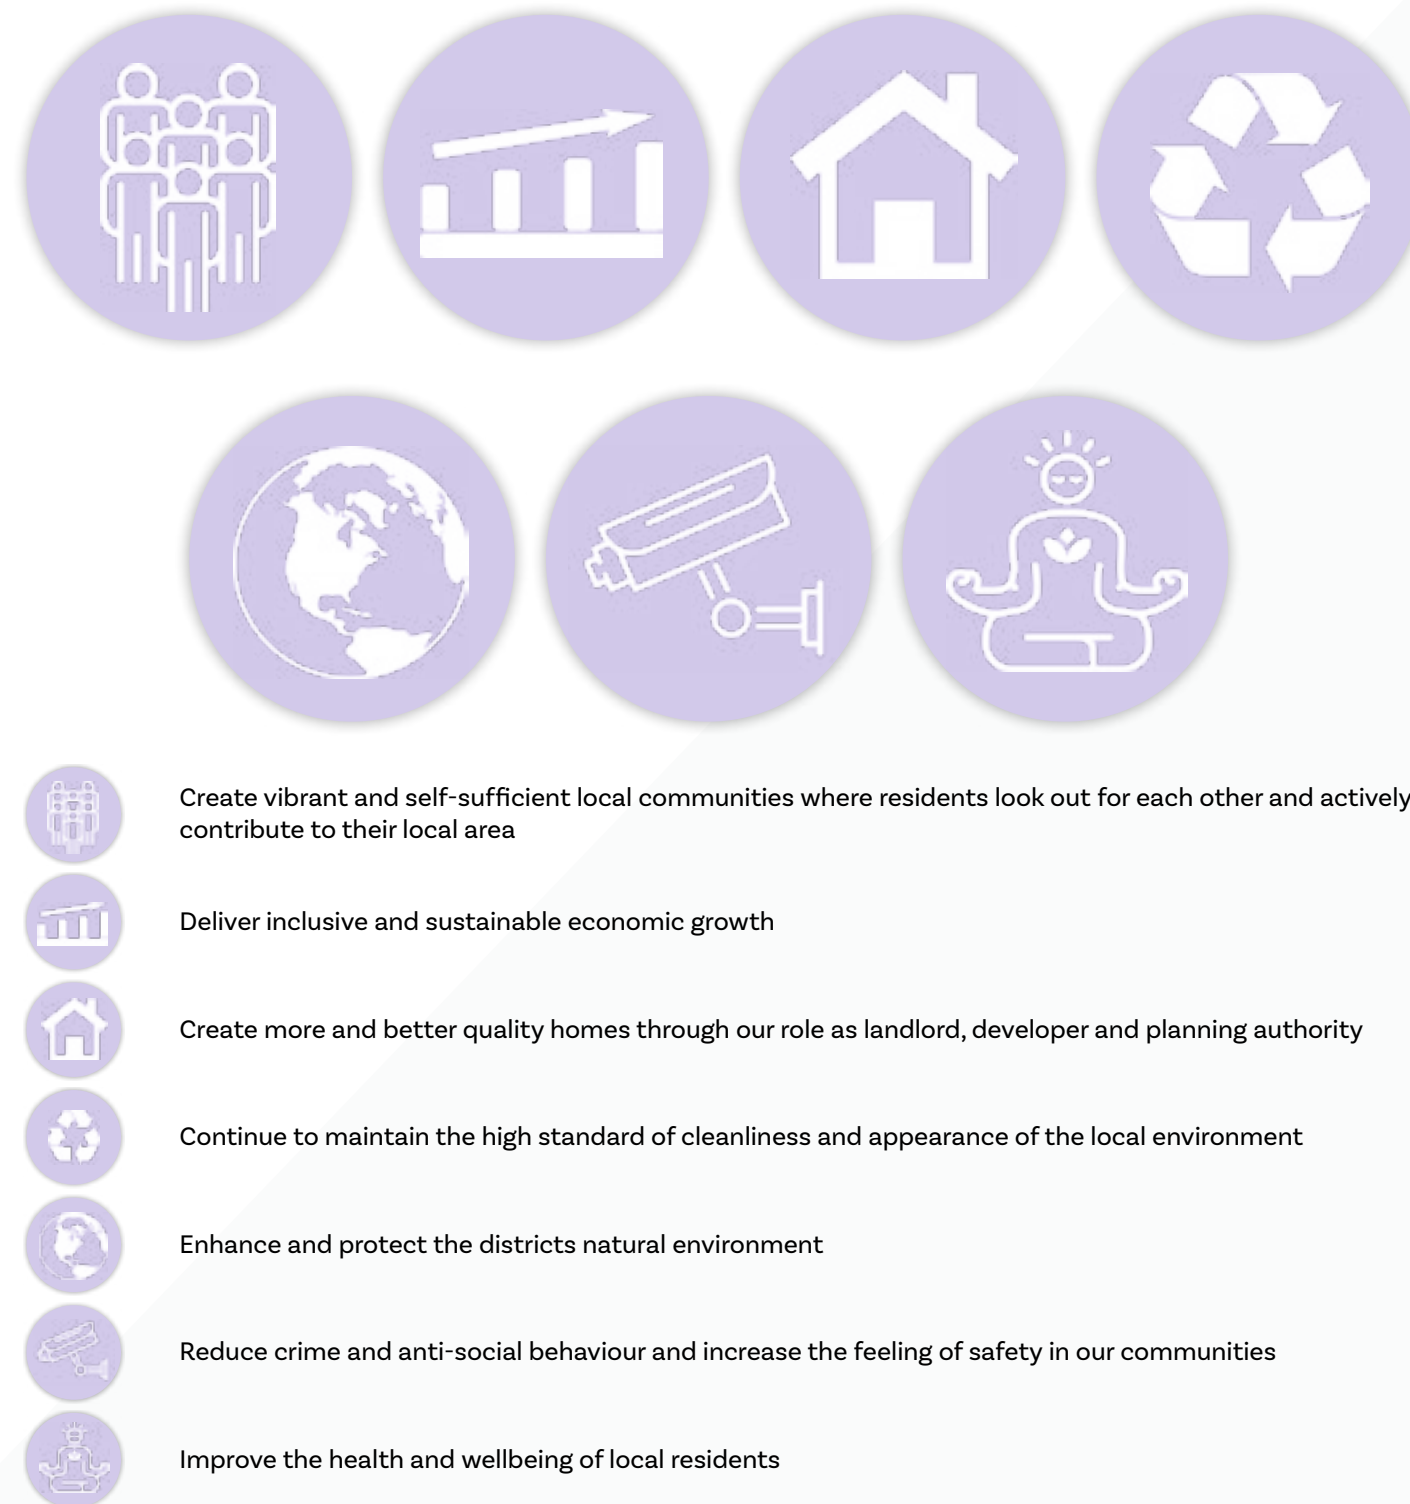 Create vibrant and self-sufficient local communities where residents look out for each other and actively
contribute to their local area
Deliver inclusive and sustainable economic growth
Create more and better quality homes through our role as landlord, developer and planning authority
Continue to maintain the high standard of cleanliness and appearance of the local environment
Enhance and protect the districts natural environment
Reduce crime and anti-social behaviour and increase the feeling of safety in our communities
Improve the health and wellbeing of local residents